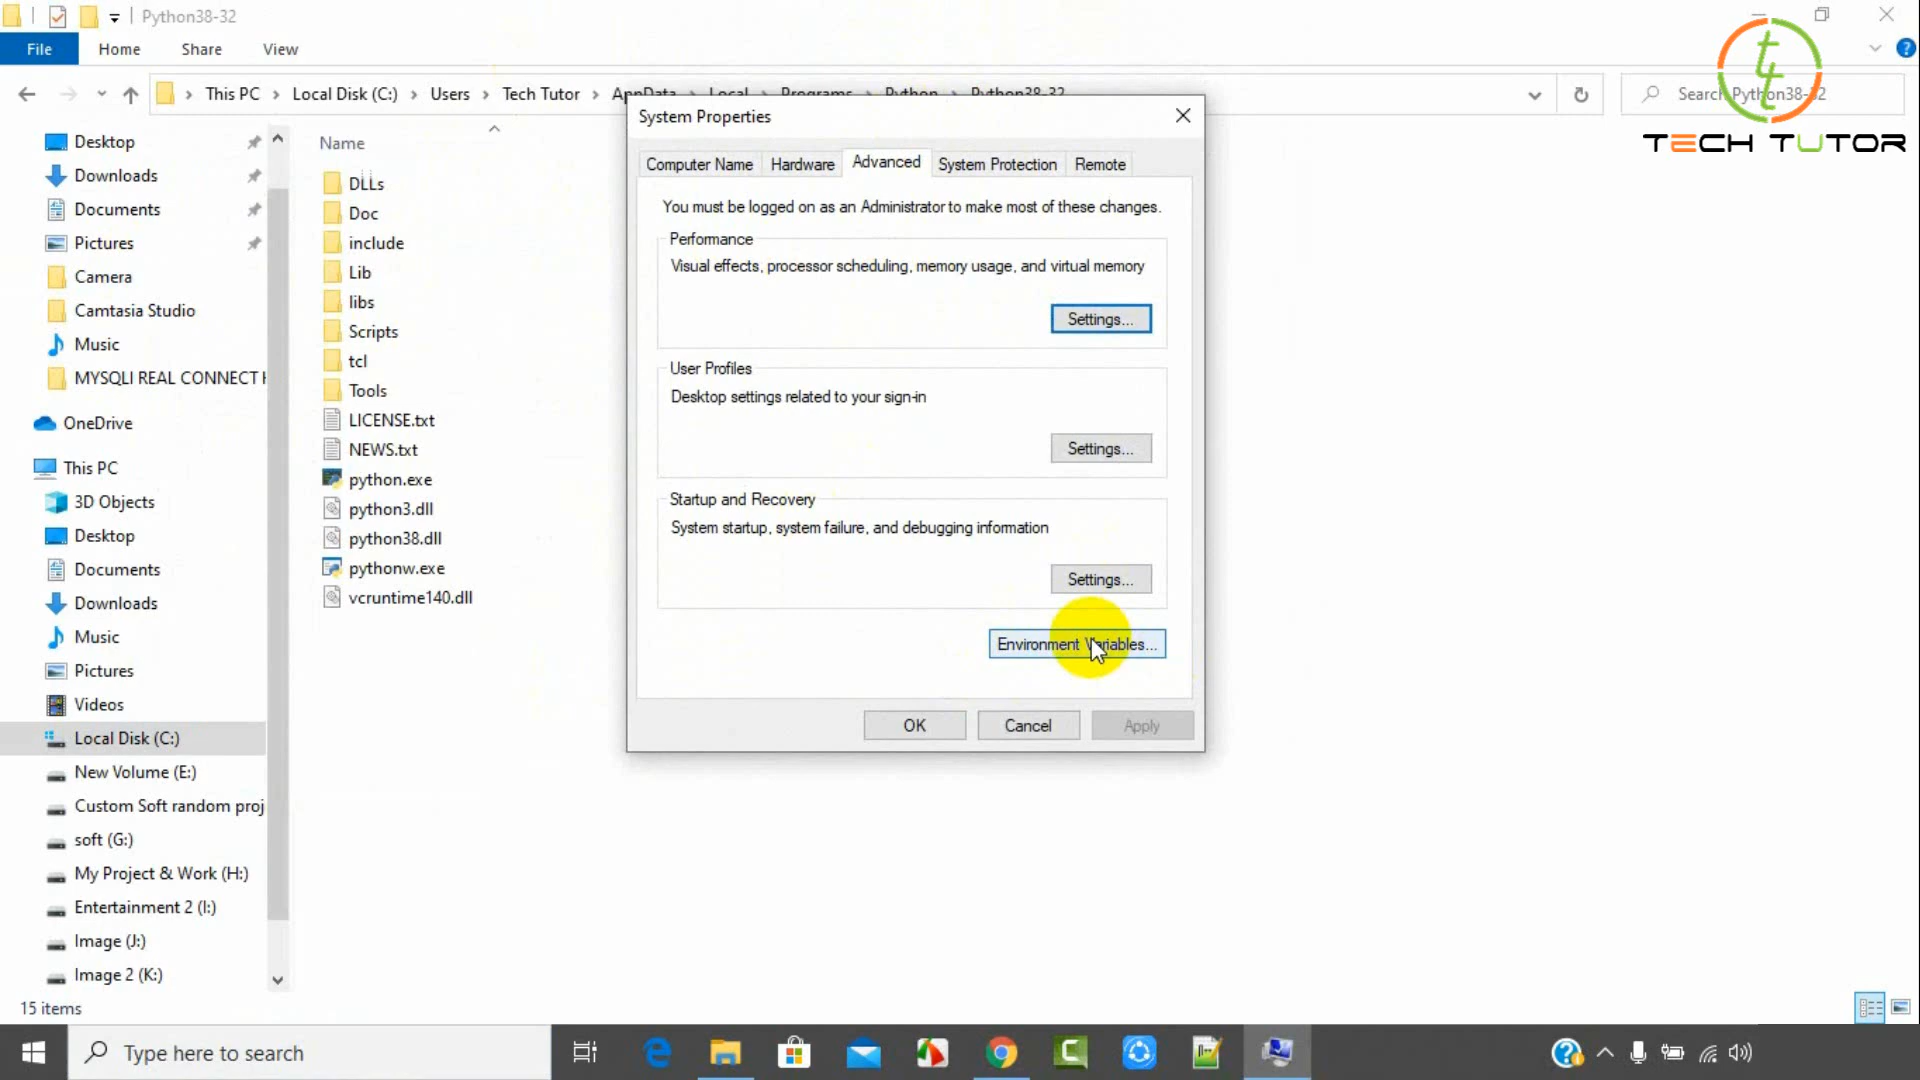 Python38-32
File Home Share View
This PC Local Disk (C:) Users Tech Tutor AppData Local Programs Python Python38-32
Search Python38-32
TECH TUTOR
Desktop
Downloads
Documents
Pictures
Camera
Camtasia Studio
Music
MYSQLI REAL CONNECT
OneDrive
This PC
3D Objects
Desktop
Documents
Downloads
Music
Pictures
Videos
Local Disk (C:)
New Volume (E:)
Custom Soft random proj
soft (G:)
My Project & Work (H:)
Entertainment 2 (I:)
Image (J:)
Image 2 (K:)
15 items
Name
DLLs
Doc
include
Lib
libs
Scripts
tcl
Tools
LICENSE.txt
NEWS.txt
python.exe
python3.dll
python38.dll
pythonw.exe
vcruntime140.dll
System Properties
Computer Name Hardware Advanced System Protection Remote
You must be logged on as an Administrator to make most of these changes.
Performance
Visual effects, processor scheduling, memory usage, and virtual memory
Settings...
User Profiles
Desktop settings related to your sign-in
Settings...
Startup and Recovery
System startup, system failure, and debugging information
Settings...
Environment Variables...
OK Cancel Apply
Type here to search